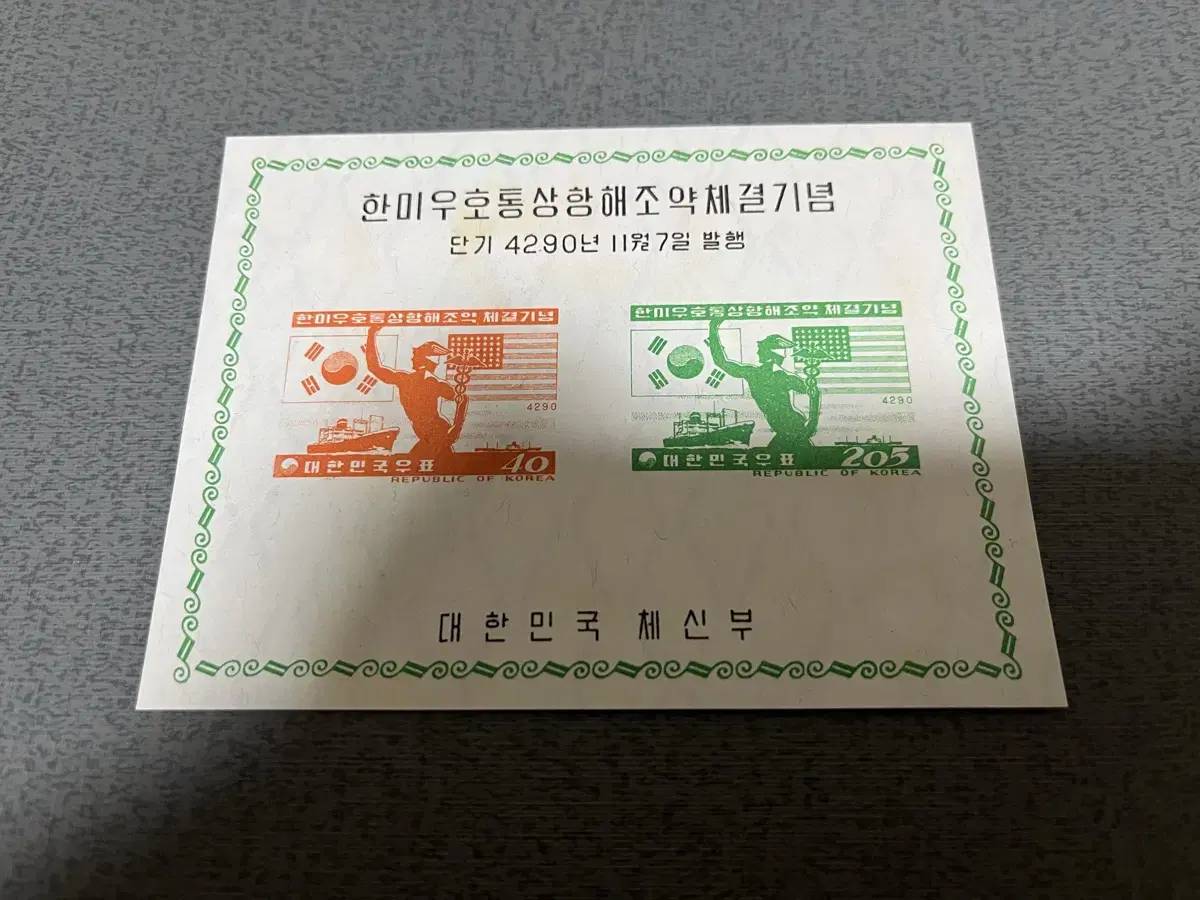 한미우호통상항해조약체결기념
단기 4290년 11월 7일 발행
한미우호통상항해조약 체결기념
4290
대한민국우표 40
REPUBLIC OF KOREA
한미우호통상항해조약 체결기념
4290
대한민국우표 205
REPUBLIC OF KOREA
대한민국 체신부